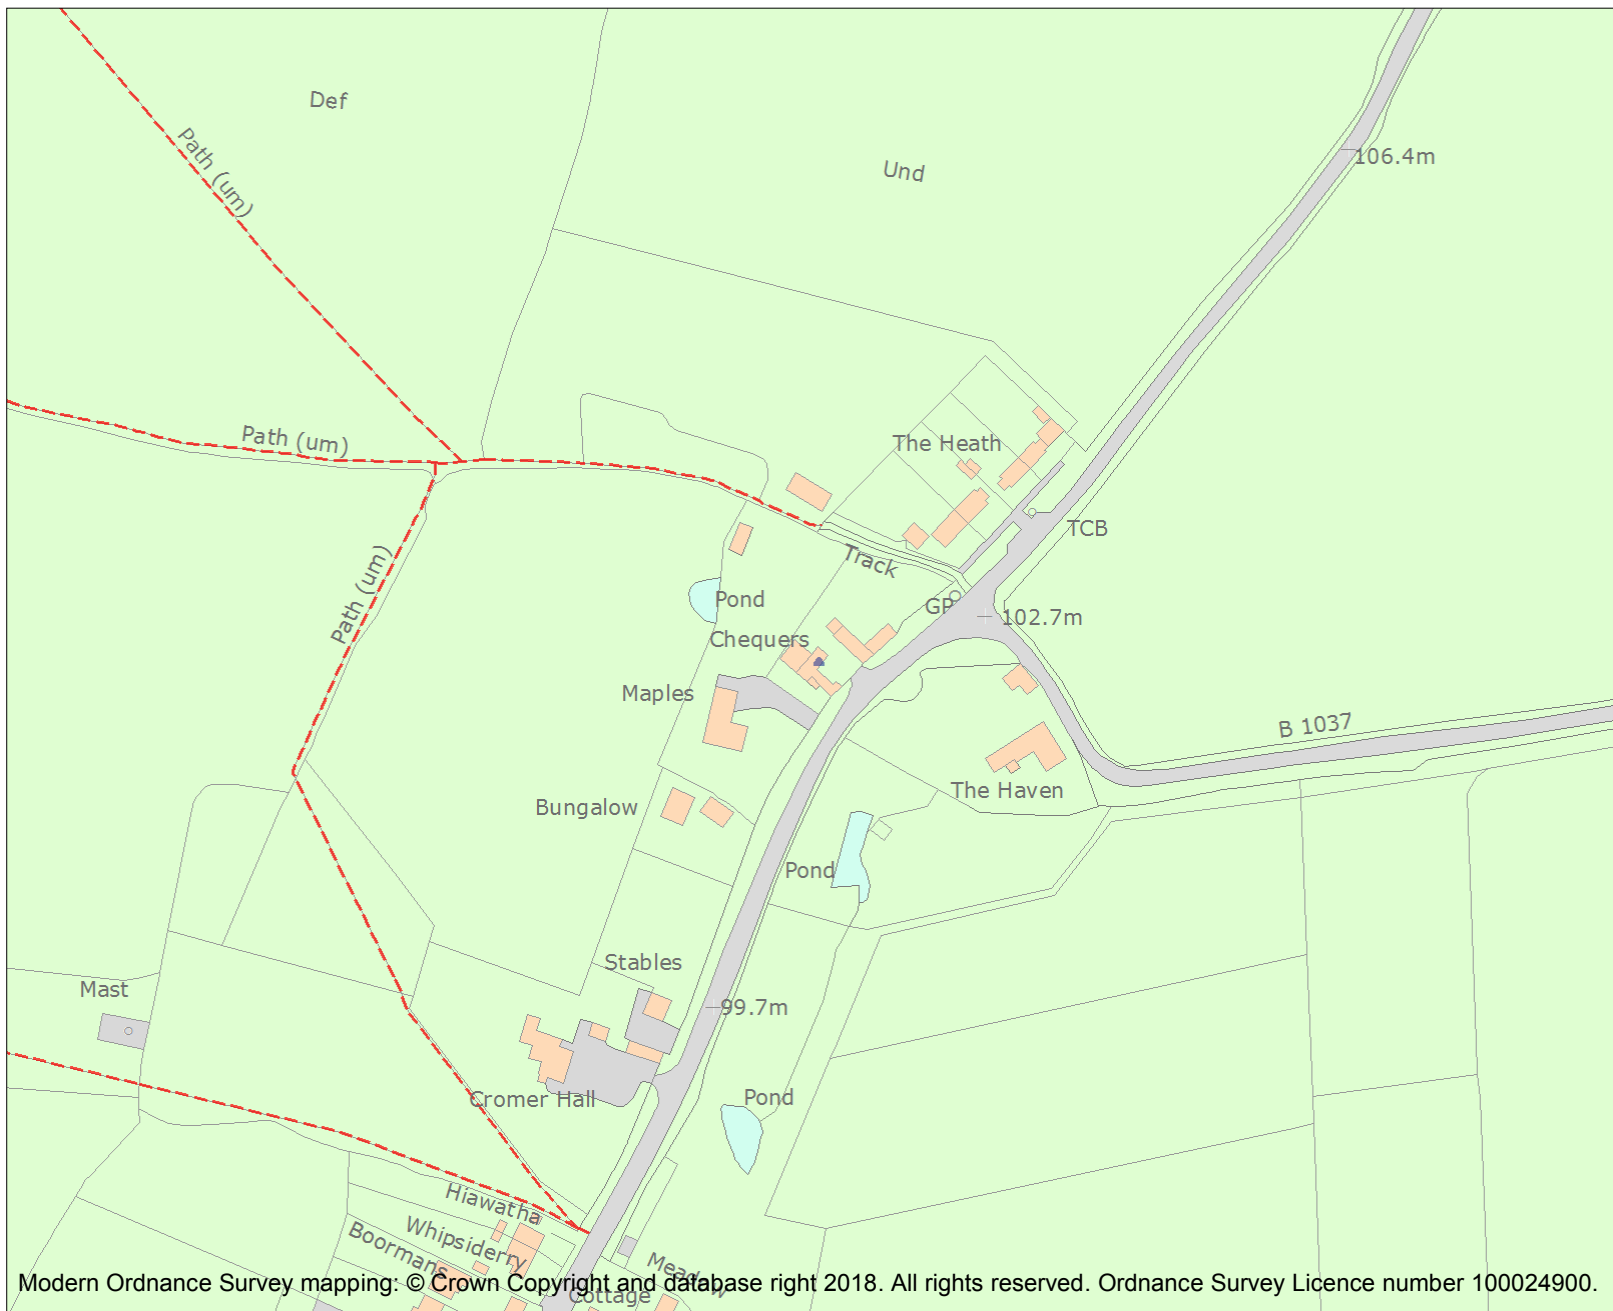 Def
Path (um)
106.4m
Und
Path (um)
The Heath
TCB
Track
Path (um)
Pond
GP
102.7m
Chequers
Maples
B 1037
The Haven
Bungalow
Pond
Stables
Mast
99.7m
Cromer Hall
Pond
Hiawatha
Whipsiderry
Boormans
Meadow
Cottage
Modern Ordnance Survey mapping: © Crown Copyright and database right 2018. All rights reserved. Ordnance Survey Licence number 100024900.